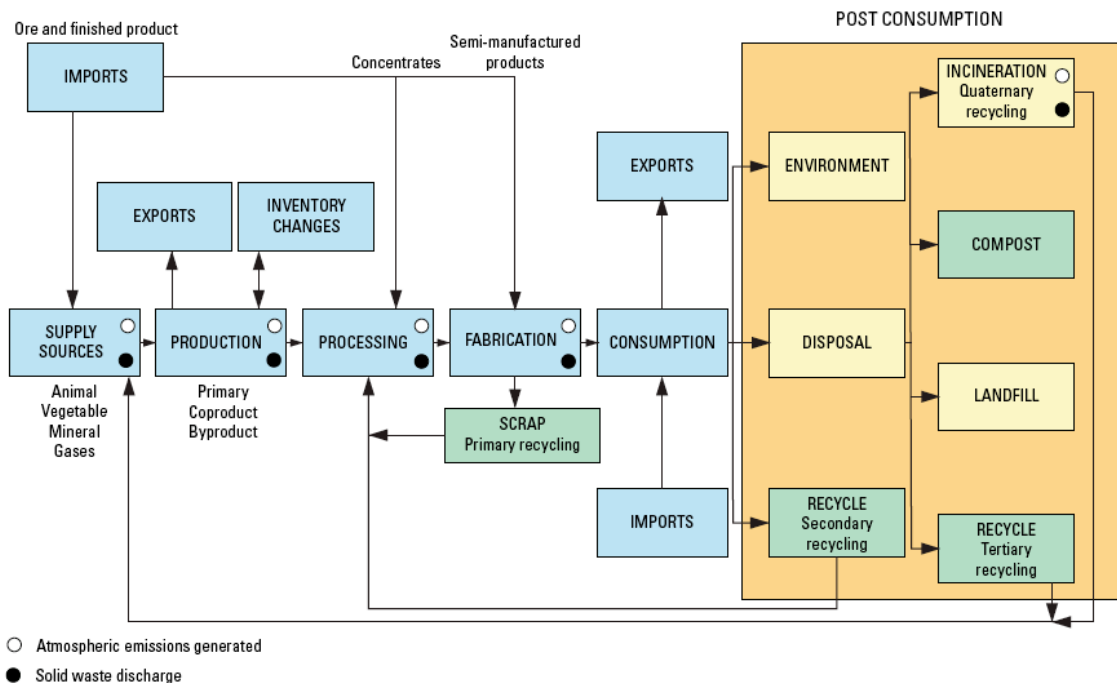 POST CONSUMPTION
Ore and finished product
IMPORTS
Concentrates
Semi-manufactured
products
INCINERATION
Quaternary
recycling
EXPORTS
ENVIRONMENT
EXPORTS
INVENTORY
CHANGES
COMPOST
SUPPLY
SOURCES
PRODUCTION
PROCESSING
FABRICATION
CONSUMPTION
DISPOSAL
Animal
Vegetable
Mineral
Gases
Primary
Coproduct
Byproduct
SCRAP
Primary recycling
LANDFILL
IMPORTS
RECYCLE
Secondary
recycling
RECYCLE
Tertiary
recycling
Atmospheric emissions generated
Solid waste discharge